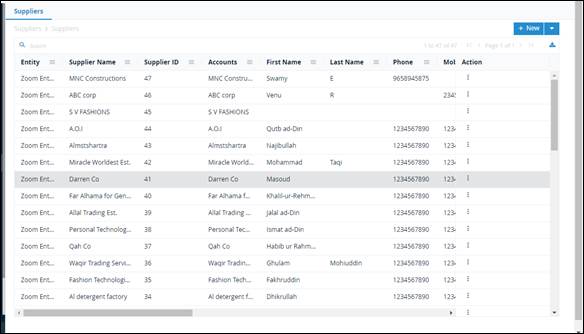 Suppliers
Suppliers > Suppliers + New
Search 1 to 47 of 47 Page 1 of 1
Entity Supplier Name Supplier ID Accounts First Name Last Name Phone Mol Action
Zoom Ent... MNC Constructions 47 MNC Constru... Swamy E 9658945875
Zoom Ent... ABC corp 46 ABC corp Venu R 2345
Zoom Ent... S V FASHIONS 45 S V FASHIONS
Zoom Ent... A.O.I 44 A.O.I Qutb ad-Din 1234567890 1234
Zoom Ent... Almstshartra 43 Almstshartra Najibullah 1234567890 1234
Zoom Ent... Miracle Worldest Est. 42 Miracle World... Mohammad Taqi 1234567890 1234
Zoom Ent... Darren Co 41 Darren Co Masoud 1234567890 1234
Zoom Ent... Far Alhama for Gen... 40 Far Alhama f... Khalil-ur-Rehm... 1234567890 1234
Zoom Ent... Allal Trading Est. 39 Allal Trading ... Jalal ad-Din 1234567890 1234
Zoom Ent... Personal Technolog... 38 Personal Tec... Ismat ad-Din 1234567890 1234
Zoom Ent... Qah Co 37 Qah Co Habib ur Rahm... 1234567890 1234
Zoom Ent... Waqir Trading Servi... 36 Waqir Tradin... Ghulam Mohiuddin 1234567890 1234
Zoom Ent... Fashion Technologi... 35 Fashion Tech... Fakhruddin 1234567890 1234
Zoom Ent... Al detergent factory 34 Al detergent f... Dhikrullah 1234567890 1234